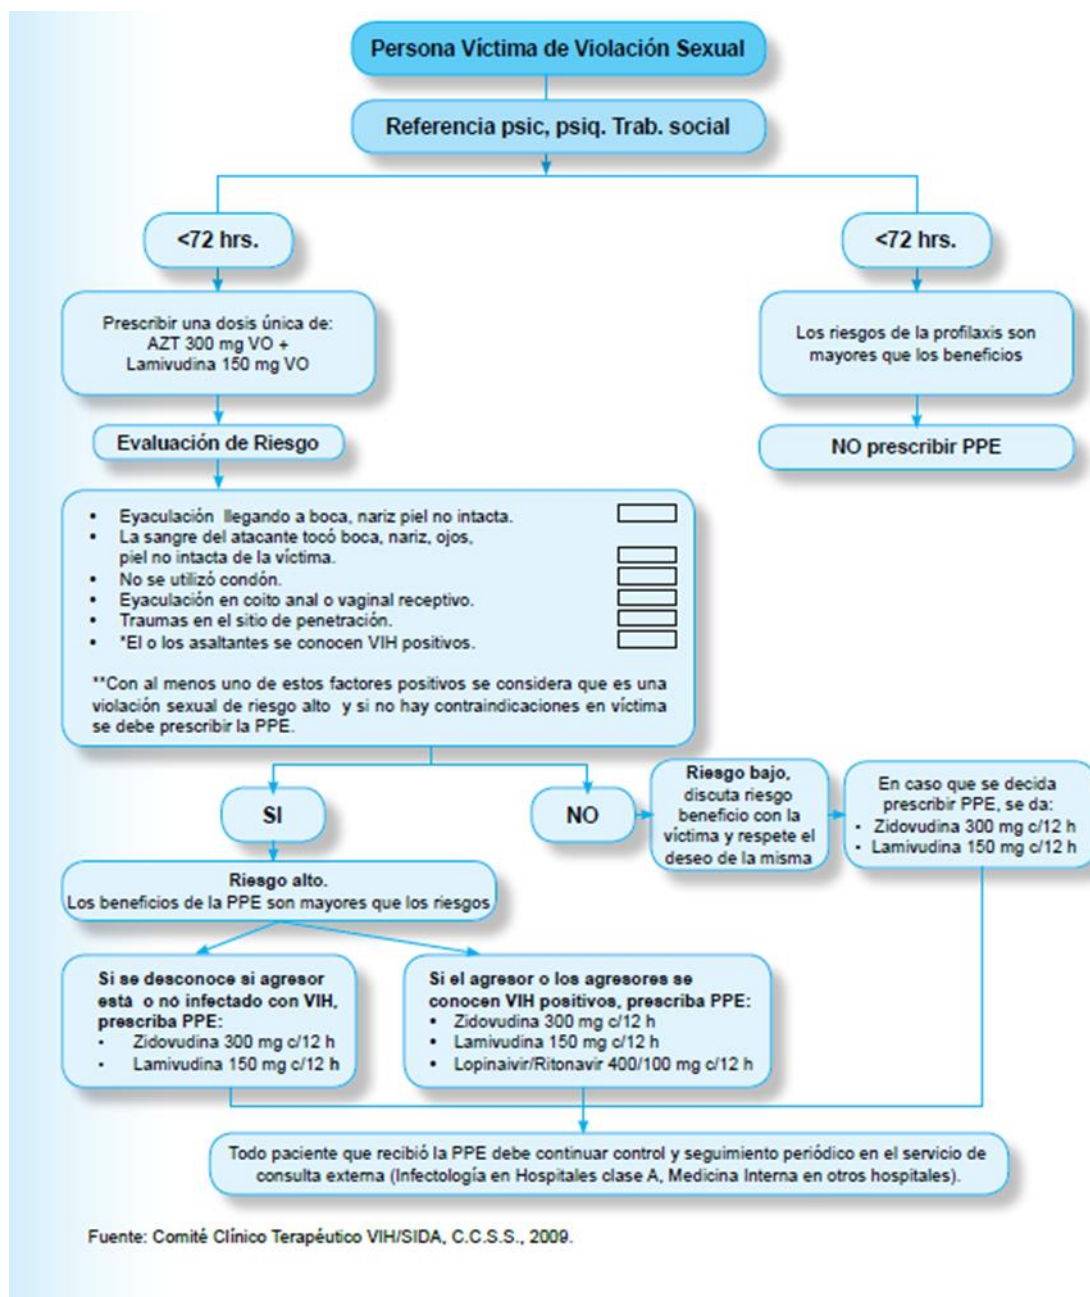 Persona Víctima de Violación Sexual
Referencia psic, psiq. Trab. social
<72 hrs.
Prescribir una dosis única de:
AZT 300 mg VO +
Lamivudina 150 mg VO
Evaluación de Riesgo
<72 hrs.
Los riesgos de la profilaxis son
mayores que los beneficios
NO prescribir PPE
• Eyaculación llegando a boca, nariz piel no intacta.
• La sangre del atacante tocó boca, nariz, ojos,
piel no intacta de la víctima.
• No se utilizó condón.
• Eyaculación en coito anal o vaginal receptivo.
• Traumas en el sitio de penetración.
• *El o los asaltantes se conocen VIH positivos.
**Con al menos uno de estos factores positivos se considera que es una
violación sexual de riesgo alto y si no hay contraindicaciones en víctima
se debe prescribir la PPE.
SI
NO
Riesgo bajo,
discuta riesgo
beneficio con la
víctima y respete el
deseo de la misma
En caso que se decida
prescribir PPE, se da:
• Zidovudina 300 mg c/12 h
• Lamivudina 150 mg c/12 h
Riesgo alto.
Los beneficios de la PPE son mayores que los riesgos
Si se desconoce si agresor
está o no infectado con VIH,
prescriba PPE:
- Zidovudina 300 mg c/12 h
- Lamivudina 150 mg c/12 h
Si el agresor o los agresores se
conocen VIH positivos, prescriba PPE:
• Zidovudina 300 mg c/12 h
• Lamivudina 150 mg c/12 h
• Lopinaivir/Ritonavir 400/100 mg c/12 h
Todo paciente que recibió la PPE debe continuar control y seguimiento periódico en el servicio de
consulta externa (Infectología en Hospitales clase A, Medicina Interna en otros hospitales).
Fuente: Comité Clínico Terapéutico VIH/SIDA, C.C.S.S., 2009.